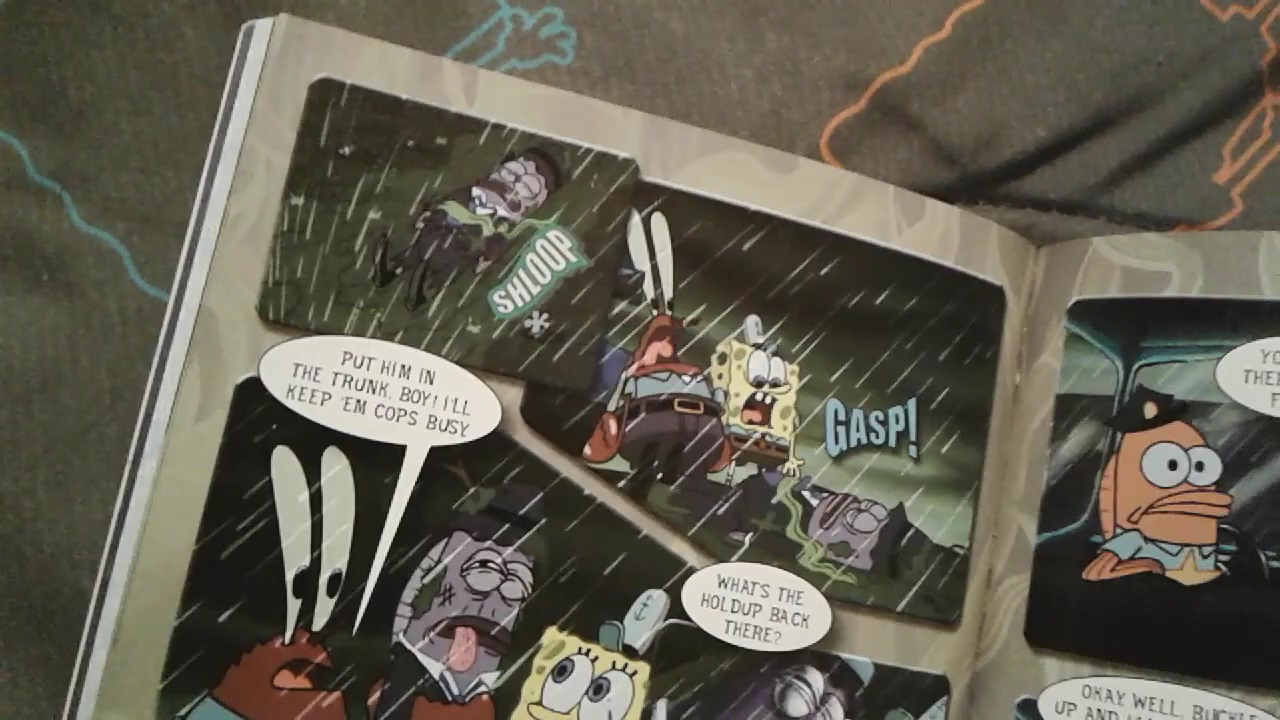 SHLOOP
GASP!
PUT HIM IN
THE TRUNK, BOY! I'LL
KEEP 'EM COPS BUSY.
WHAT'S THE
HOLDUP BACK
THERE?
OKAY WELL, BUCKLE